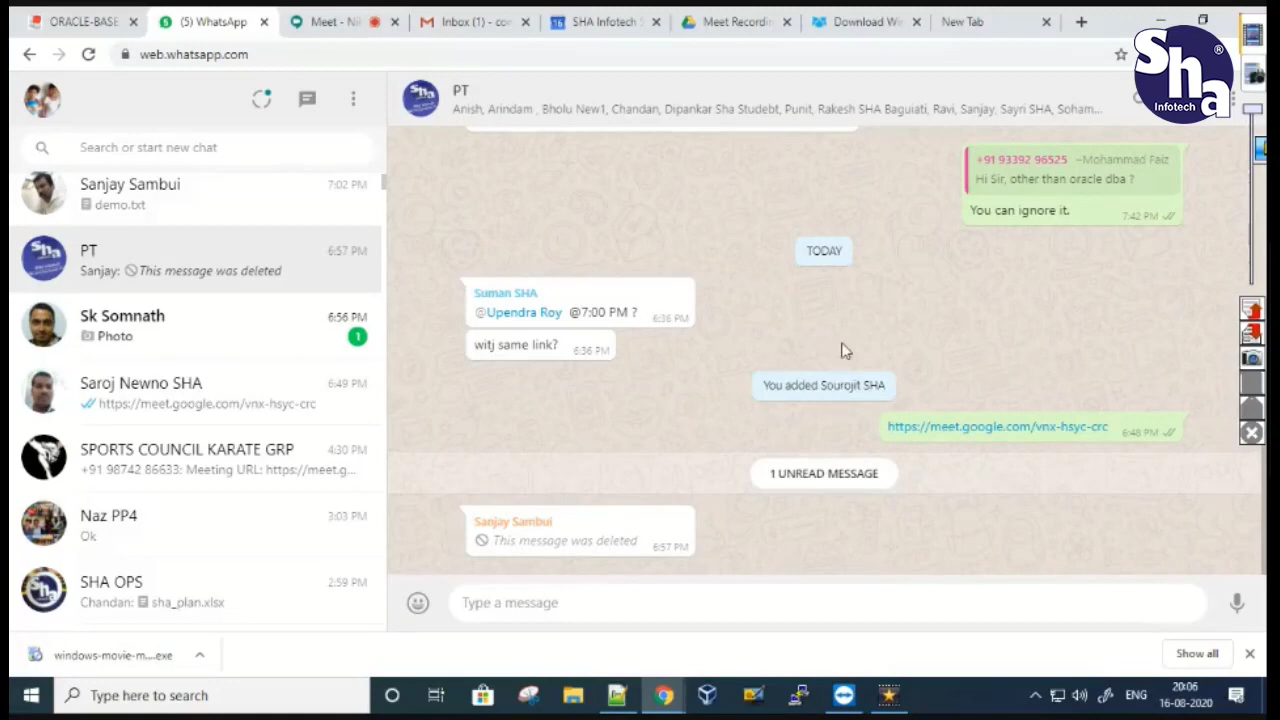 ORACLE-BASE
(5) WhatsApp
Meet - Ni
Inbox (1) - co
SHA Infotech
Meet Recordin
Download Wi
New Tab
web.whatsapp.com
Sha
®
Infotech
Search or start new chat
Sanjay Sambui
7:02 PM
demo.txt
PT
6:57 PM
Sanjay: This message was deleted
Sk Somnath
6:56 PM
Photo
1
Saroj Newno SHA
6:49 PM
https://meet.google.com/vnx-hsyc-crc
SPORTS COUNCIL KARATE GRP
4:30 PM
+91 98742 86633: Meeting URL: https://meet.g...
Naz PP4
3:03 PM
Ok
SHA OPS
2:59 PM
Chandan: sha_plan.xlsx
PT
Anish, Arindam , Bholu New1, Chandan, Dipankar Sha Studebt, Punit, Rakesh SHA Baguiati, Ravi, Sanjay, Sayri SHA, Soham...
+91 93392 96525 ~Mohammad Faiz
Hi Sir, other than oracle dba ?
You can ignore it.
7:42 PM
TODAY
Suman SHA
@Upendra Roy @7:00 PM ?
6:36 PM
witj same link?
6:36 PM
You added Sourojit SHA
https://meet.google.com/vnx-hsyc-crc
6:48 PM
1 UNREAD MESSAGE
Sanjay Sambui
This message was deleted
6:57 PM
Type a message
windows-movie-m....exe
Show all
Type here to search
ENG
20:06
16-08-2020